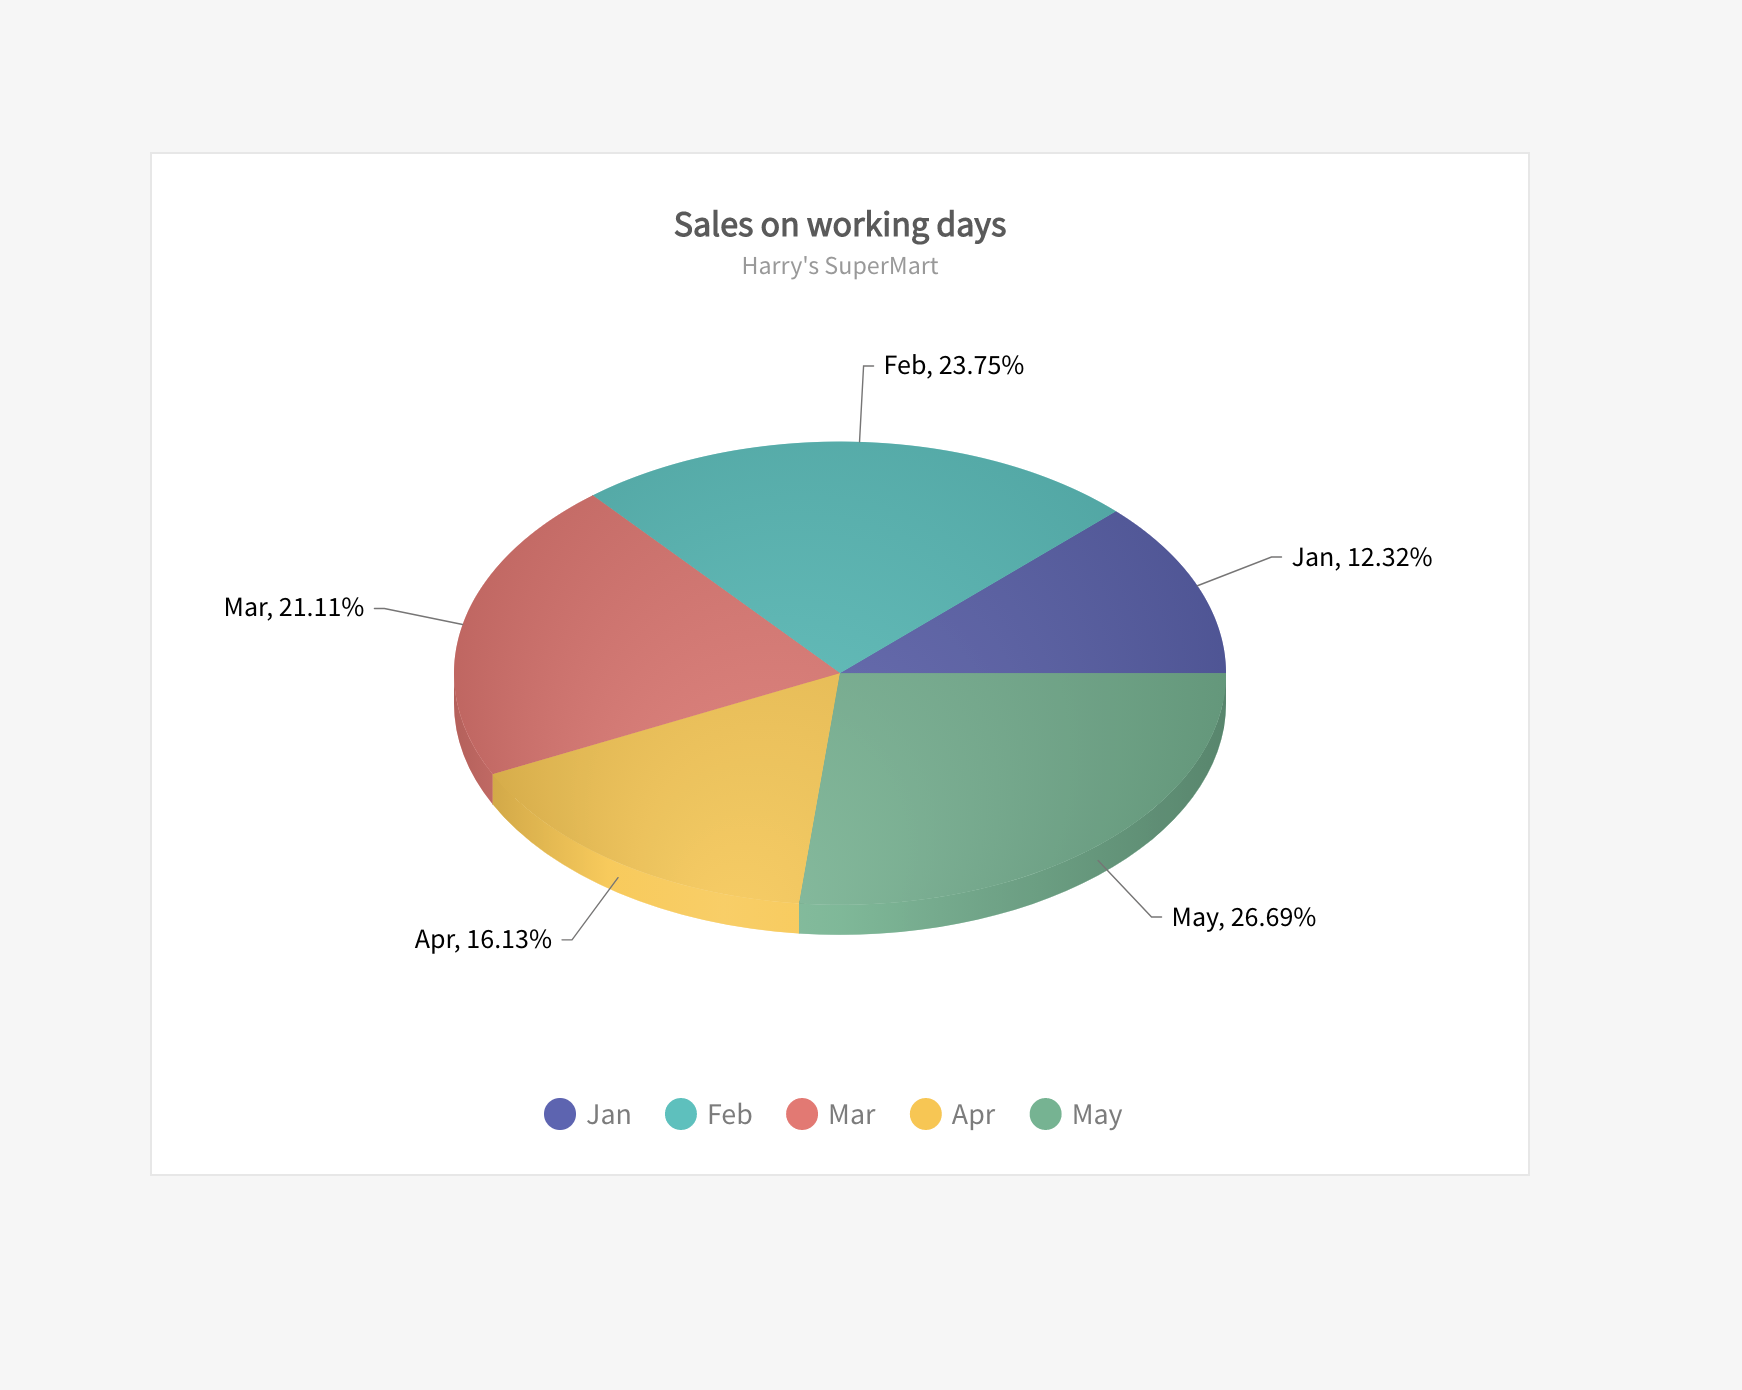 Sales on working days
Harry's SuperMart
Feb, 23.75%
Jan, 12.32%
Mar, 21.11%
May, 26.69%
Apr, 16.13%
Jan Feb Mar Apr May